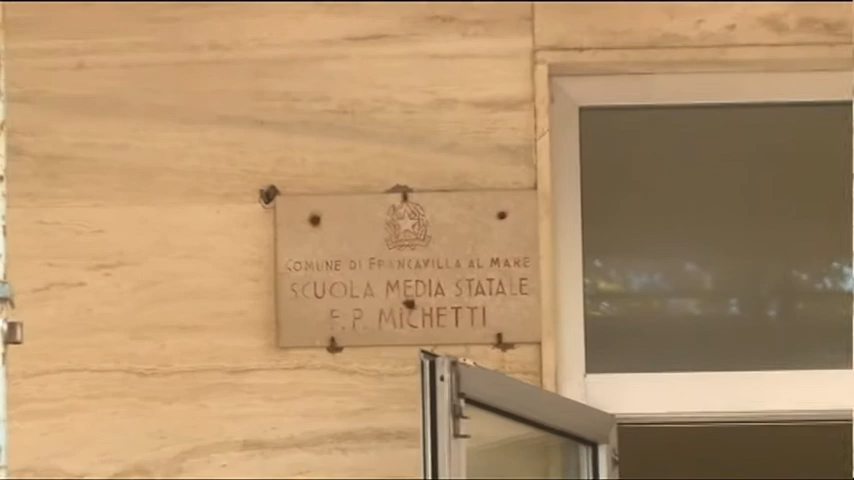 COMUNE DI FRANCAVILLA AL MARE
SCUOLA MEDIA STATALE
F. P. MICHETTI